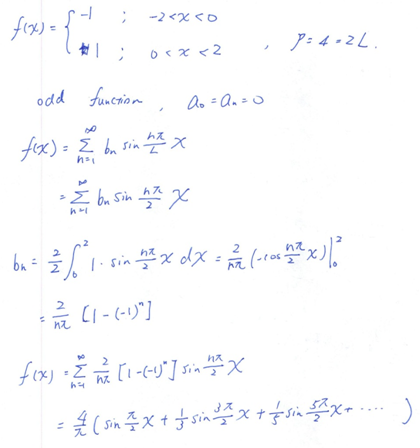 f(x) = { -1 ; -2<x<0
1 ; 0<x<2 , p=4=2L.
odd function, a₀=aₙ=0
f(x) = ∑_{n=1}^{∞} bₙ sin nπ/L x
= ∑_{n=1}^{∞} bₙ sin nπ/2 x
bₙ = 2/2 ∫₀² 1· sin nπ/2 x dx = 2/nπ (-cos nπ/2 x)|₀²
= 2/nπ [1-(-1)ⁿ]
f(x) = ∑_{n=1}^{∞} 2/nπ [1-(-1)ⁿ] sin nπ/2 x
= 4/π (sin π/2 x + 1/3 sin 3π/2 x + 1/5 sin 5π/2 x + ····)